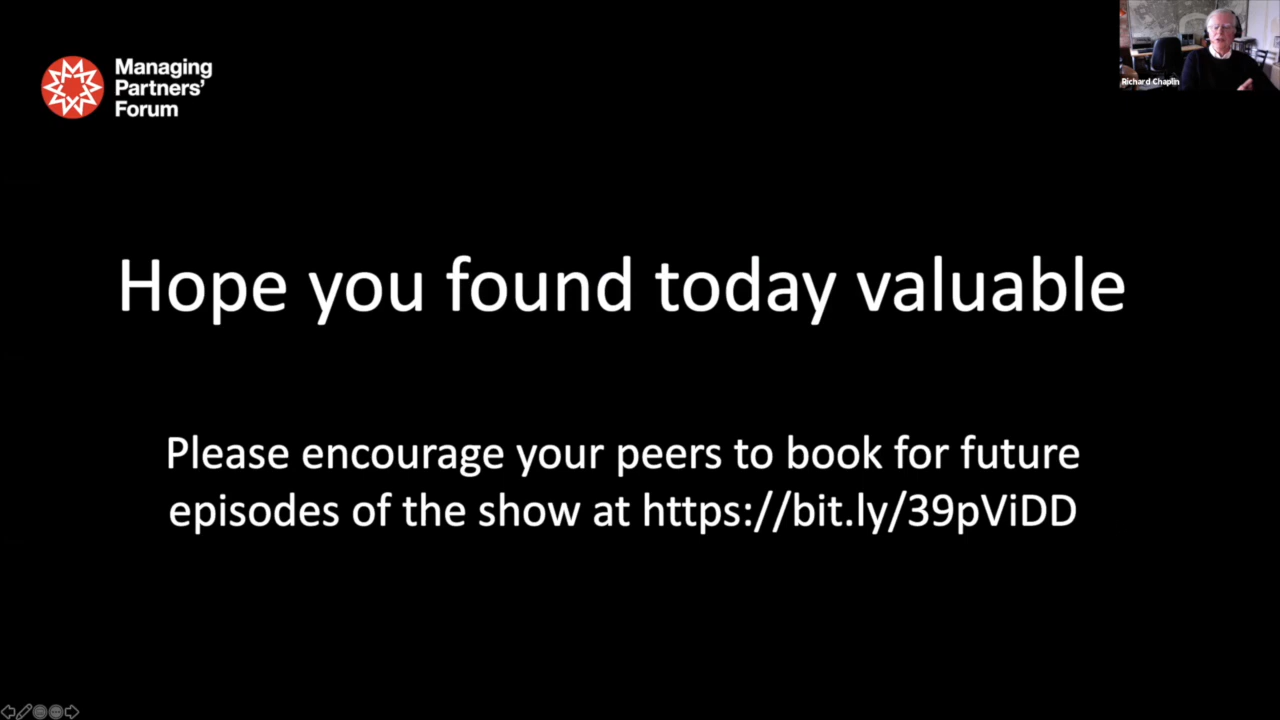 Managing
Partners'
Forum
Richard Chaplin
Hope you found today valuable
Please encourage your peers to book for future
episodes of the show at https://bit.ly/39pViDD